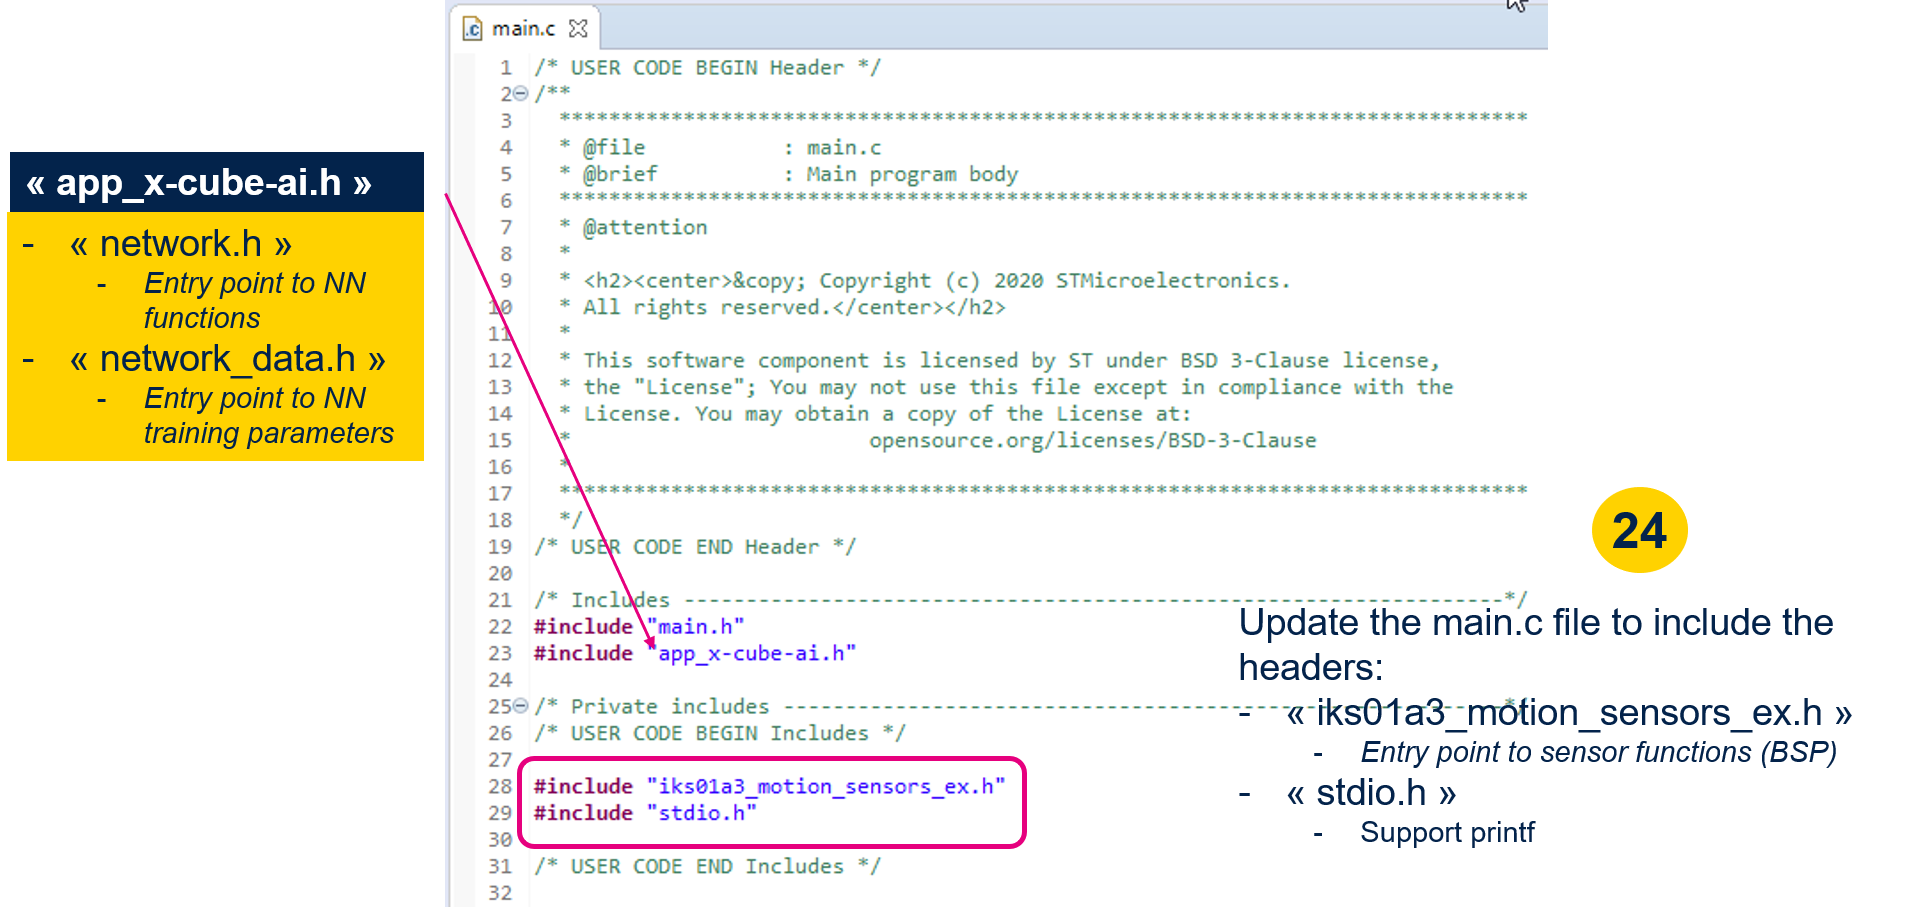 « app_x-cube-ai.h »
- « network.h »
- Entry point to NN
functions
- « network_data.h »
- Entry point to NN
training parameters
main.c
1 /* USER CODE BEGIN Header */
2 /**
3 ******************************************************************************
4 * @file : main.c
5 * @brief : Main program body
6 ******************************************************************************
7 * @attention
8 *
9 * <h2><center>&copy; Copyright (c) 2020 STMicroelectronics.
10 * All rights reserved.</center></h2>
11 *
12 * This software component is licensed by ST under BSD 3-Clause license,
13 * the "License"; You may not use this file except in compliance with the
14 * License. You may obtain a copy of the License at:
15 * opensource.org/licenses/BSD-3-Clause
16 *
17 ******************************************************************************
18 */
19 /* USER CODE END Header */
20
21 /* Includes ------------------------------------------------------------------*/
22 #include "main.h"
23 #include "app_x-cube-ai.h"
24
25 /* Private includes ----------------------------------------------------------*/
26 /* USER CODE BEGIN Includes */
27
28 #include "iks01a3_motion_sensors_ex.h"
29 #include "stdio.h"
30
31 /* USER CODE END Includes */
32
24
Update the main.c file to include the
headers:
- « iks01a3_motion_sensors_ex.h »
- Entry point to sensor functions (BSP)
- « stdio.h »
- Support printf